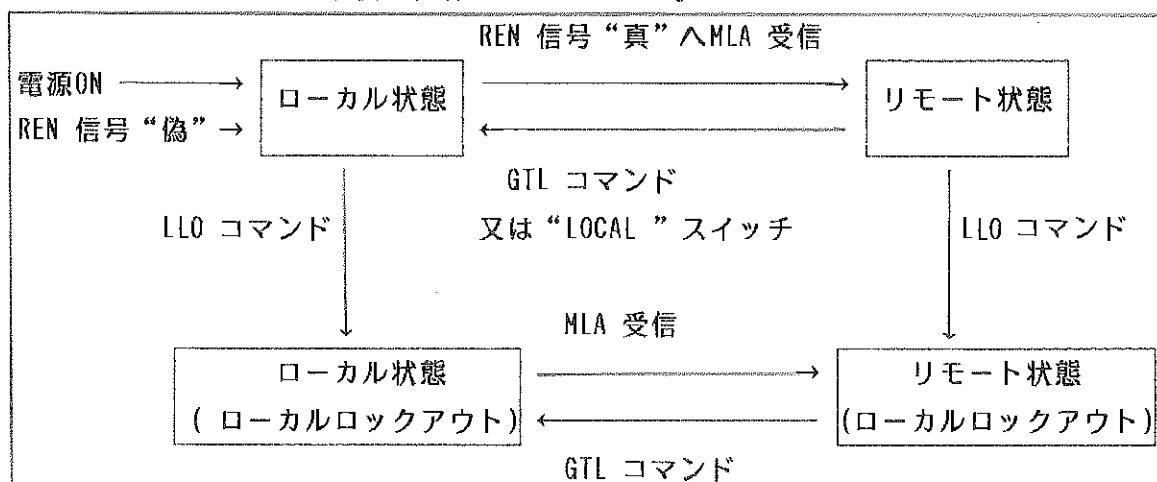 REN 信号“真”へMLA 受信
電源ON
ローカル状態
リモート状態
REN 信号“偽”
GTL コマンド
又は“LOCAL ”スイッチ
LLO コマンド
LLO コマンド
MLA 受信
ローカル状態
( ローカルロックアウト)
リモート状態
(ローカルロックアウト)
GTL コマンド